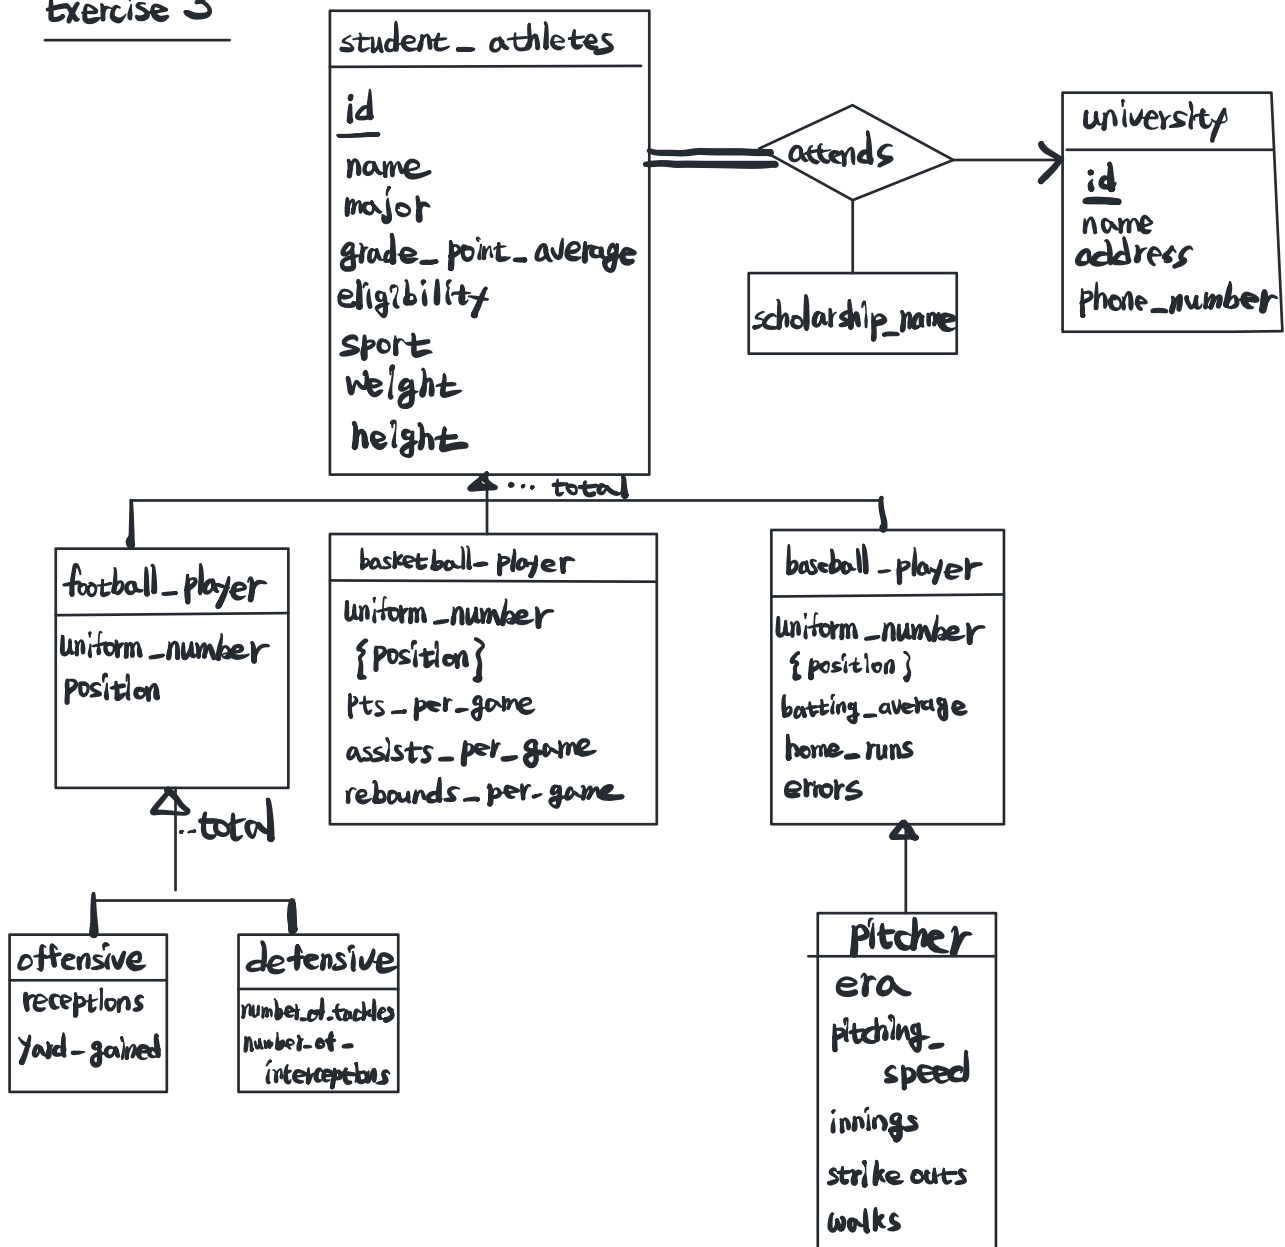 Exercise 3
student_athletes
id
name
major
grade_point_average
eligibility
sport
weight
height
attends
scholarship_name
university
id
name
address
phone_number
... total
football_player
uniform_number
position
basketball_player
uniform_number
{position}
pts_per_game
assists_per_game
rebounds_per_game
baseball_player
uniform_number
{position}
batting_average
home_runs
errors
... total
offensive
receptions
yard_gained
defensive
number_of_tackles
number_of_
interceptions
pitcher
era
pitching_
speed
innings
strike outs
walks